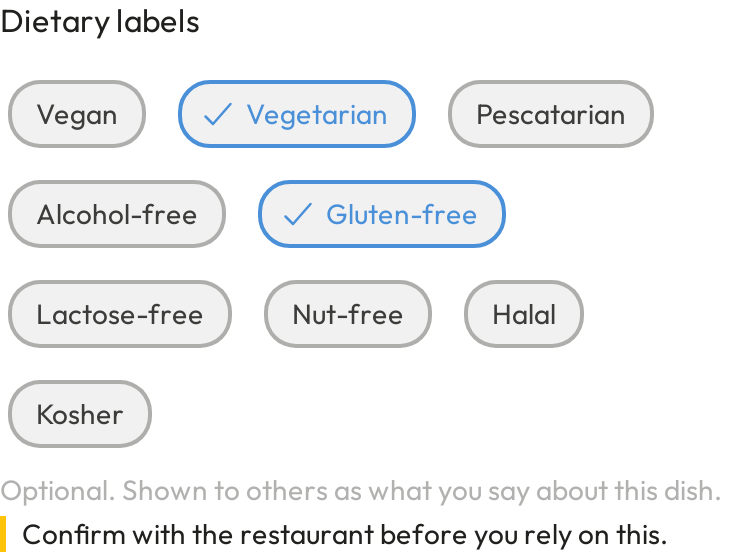 Dietary labels
Vegan Vegetarian Pescatarian
Alcohol-free Gluten-free
Lactose-free Nut-free Halal
Kosher
Optional. Shown to others as what you say about this dish.
Confirm with the restaurant before you rely on this.